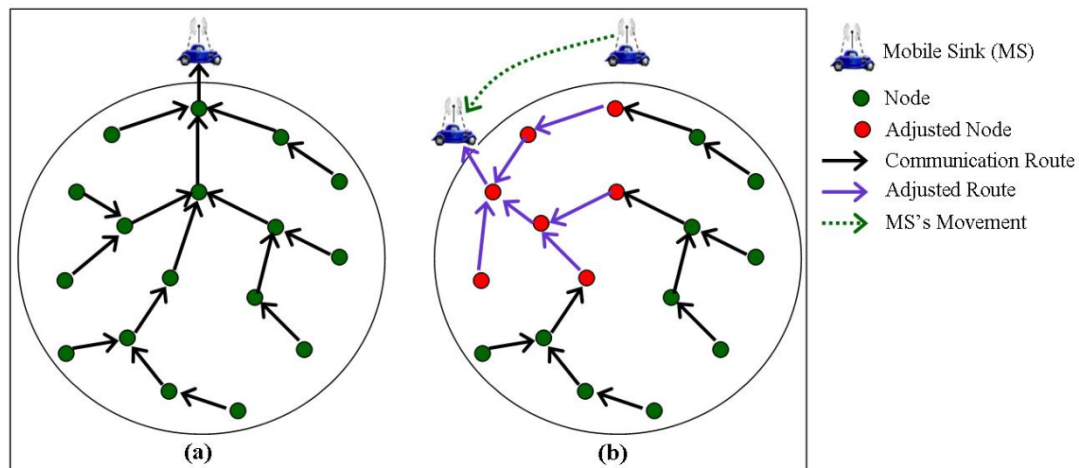 Mobile Sink (MS)
Node
Adjusted Node
Communication Route
Adjusted Route
MS's Movement
(a)
(b)